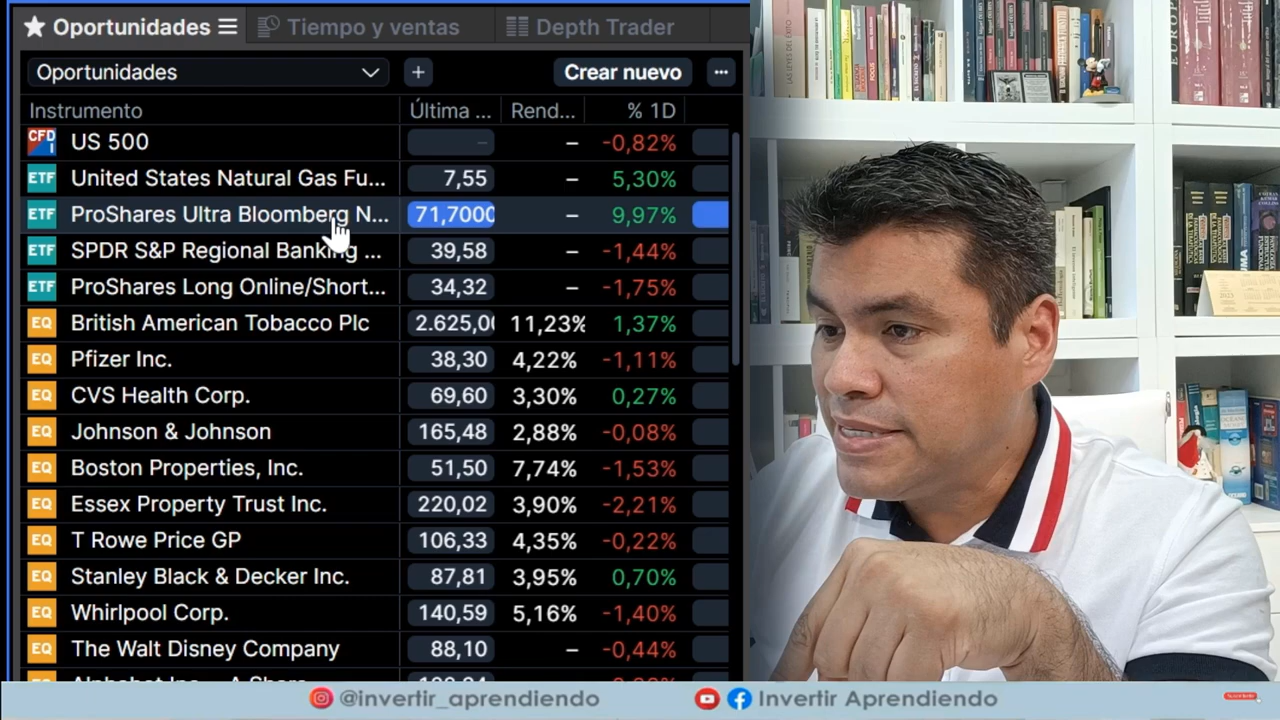 Oportunidades Tiempo y ventas Depth Trader
Oportunidades + Crear nuevo ...
Instrumento Última ... Rend... % 1D
CFD I US 500 – – -0,82%
ETF United States Natural Gas Fu... 7,55 – 5,30%
ETF ProShares Ultra Bloomberg N... 71,7000 – 9,97%
ETF SPDR S&P Regional Banking ... 39,58 – -1,44%
ETF ProShares Long Online/Short... 34,32 – -1,75%
EQ British American Tobacco Plc 2.625,0 11,23% 1,37%
EQ Pfizer Inc. 38,30 4,22% -1,11%
EQ CVS Health Corp. 69,60 3,30% 0,27%
EQ Johnson & Johnson 165,48 2,88% -0,08%
EQ Boston Properties, Inc. 51,50 7,74% -1,53%
EQ Essex Property Trust Inc. 220,02 3,90% -2,21%
EQ T Rowe Price GP 106,33 4,35% -0,22%
EQ Stanley Black & Decker Inc. 87,81 3,95% 0,70%
EQ Whirlpool Corp. 140,59 5,16% -1,40%
EQ The Walt Disney Company 88,10 – -0,44%
@invertir_aprendiendo Invertir Aprendiendo